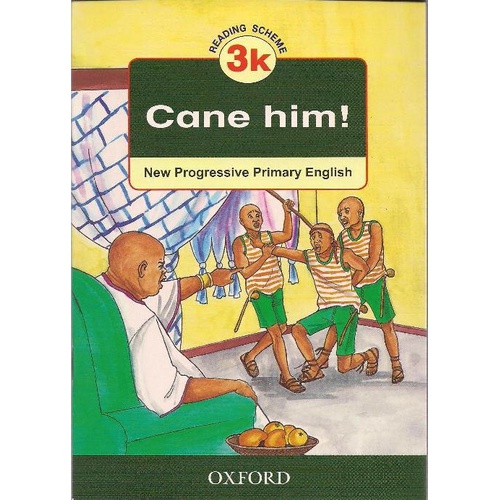 READING SCHEME
3k
Cane him!
New Progressive Primary English
OXFORD